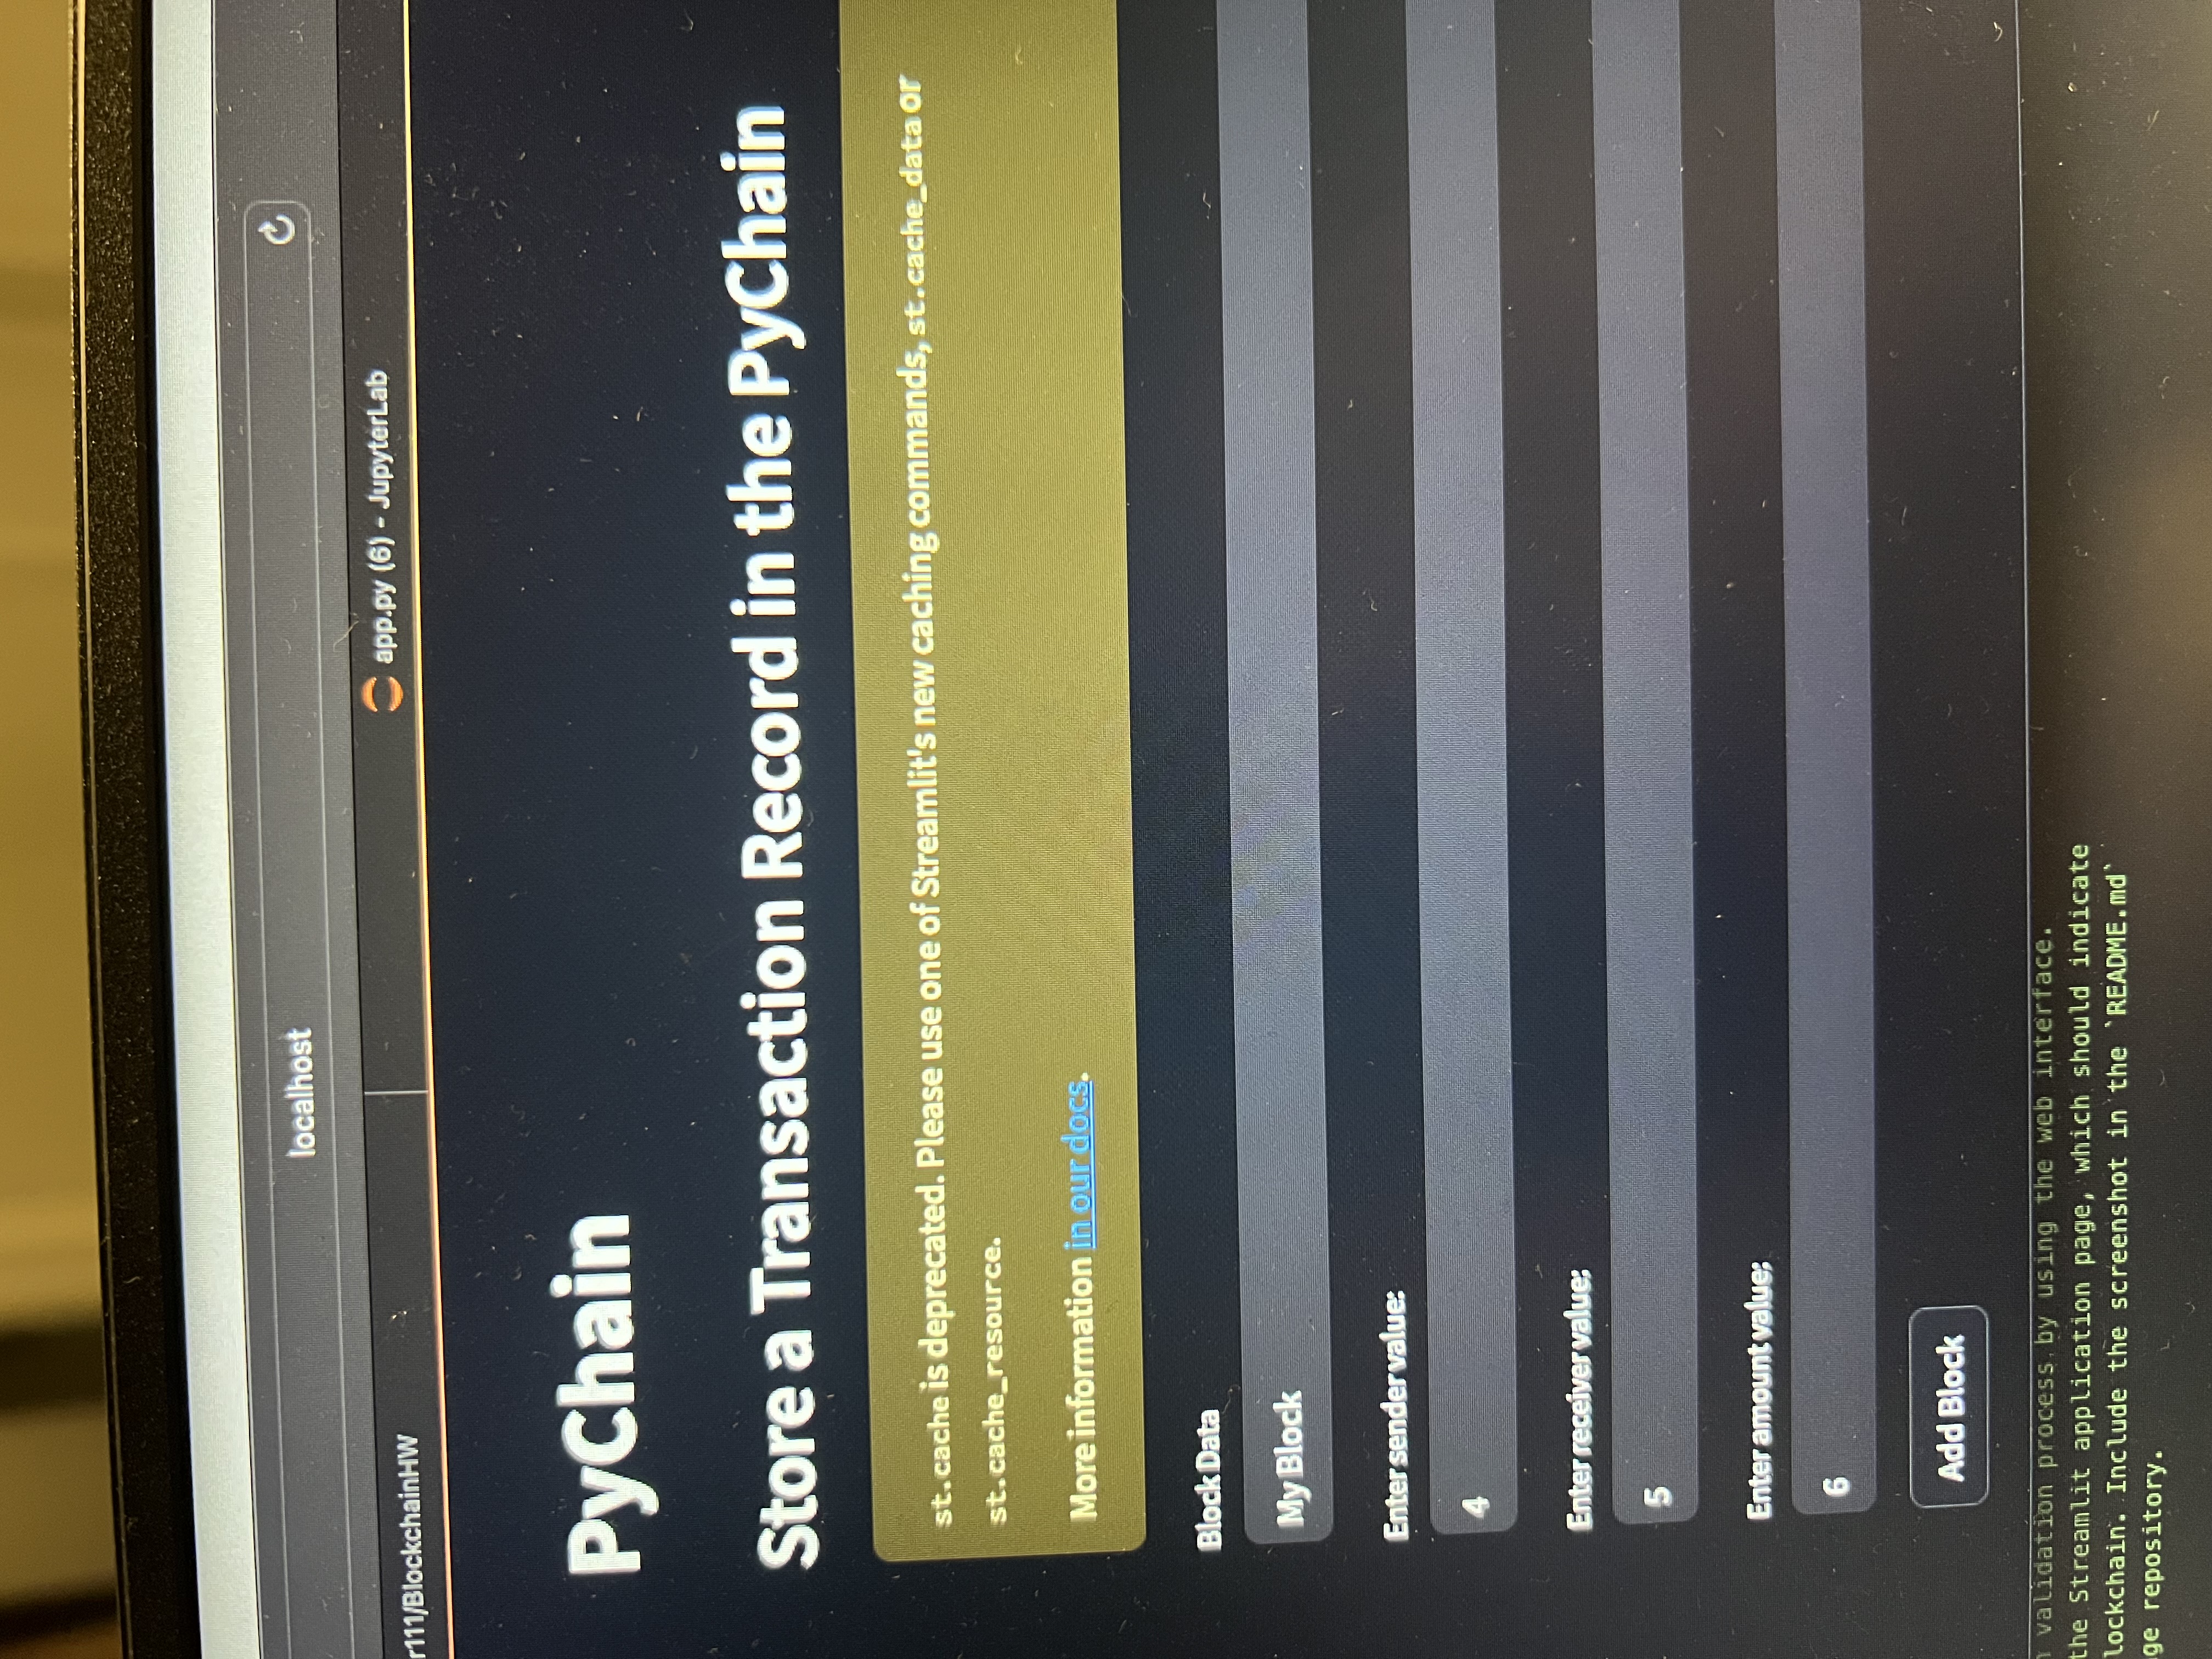 localhost
r111/BlockchainHW
app.py (6) - JupyterLab
PyChain
Store a Transaction Record in the PyChain
st.cache is deprecated. Please use one of Streamlit's new caching commands, st.cache_data or
st.cache_resource.
More information in our docs.
Block Data
My Block
Enter sender value:
4
Enter receiver value:
5
Enter amount value:
6
Add Block
validation process by using the web interface.
the Streamlit application page, which should indicate
lockchain. Include the screenshot in the `README.md`
ge repository.